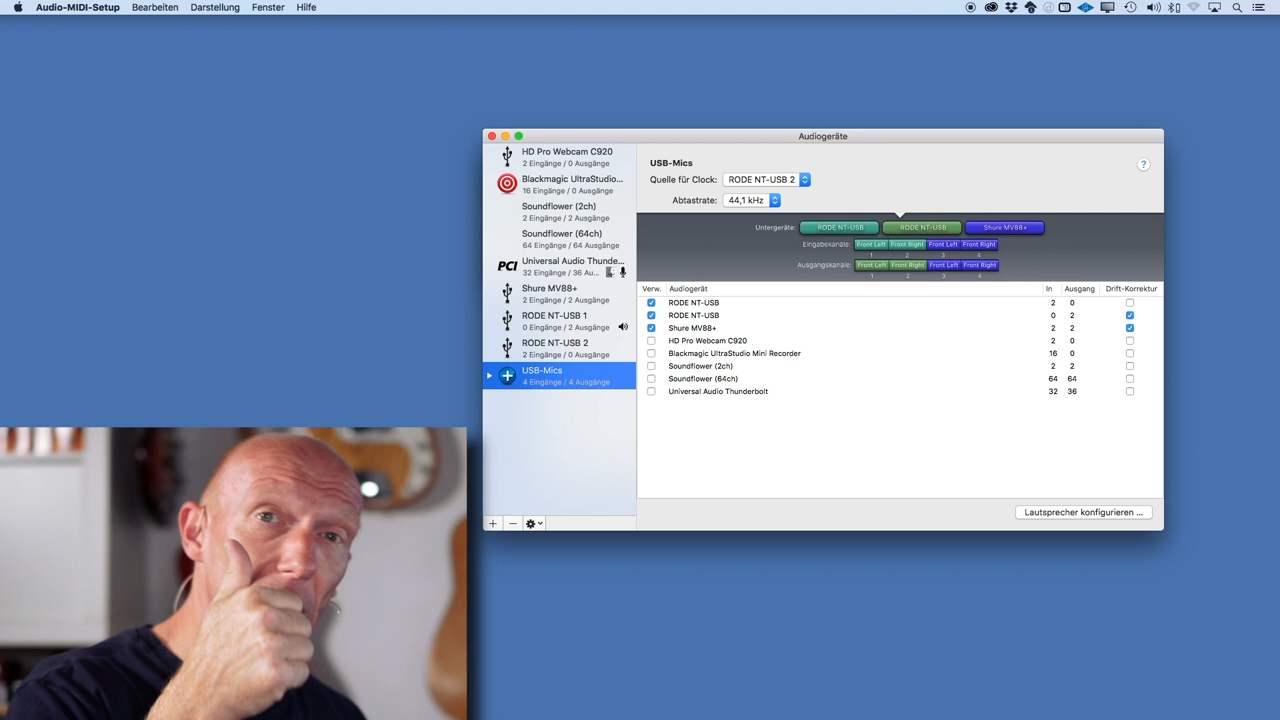 Audio-MIDI-Setup Bearbeiten Darstellung Fenster Hilfe
Audiogeräte
HD Pro Webcam C920
2 Eingänge / 0 Ausgänge
Blackmagic UltraStudio...
16 Eingänge / 0 Ausgänge
Soundflower (2ch)
2 Eingänge / 2 Ausgänge
Soundflower (64ch)
64 Eingänge / 64 Ausgänge
PCI
Universal Audio Thunde...
32 Eingänge / 36 Au...
Shure MV88+
2 Eingänge / 2 Ausgänge
RODE NT-USB 1
0 Eingänge / 2 Ausgänge
RODE NT-USB 2
2 Eingänge / 0 Ausgänge
USB-Mics
4 Eingänge / 4 Ausgänge
USB-Mics
?
Quelle für Clock: RODE NT-USB 2
Abtastrate: 44,1 kHz
Untergeräte: RODE NT-USB RODE NT-USB Shure MV88+
Eingabekanäle: Front Left Front Right Front Left Front Right
1 2 3 4
Ausgangskanäle: Front Left Front Right Front Left Front Right
1 2 3 4
Verw. Audiogerät In Ausgang Drift-Korrektur
RODE NT-USB 2 0
RODE NT-USB 0 2
Shure MV88+ 2 2
HD Pro Webcam C920 2 0
Blackmagic UltraStudio Mini Recorder 16 0
Soundflower (2ch) 2 2
Soundflower (64ch) 64 64
Universal Audio Thunderbolt 32 36
Lautsprecher konfigurieren ...